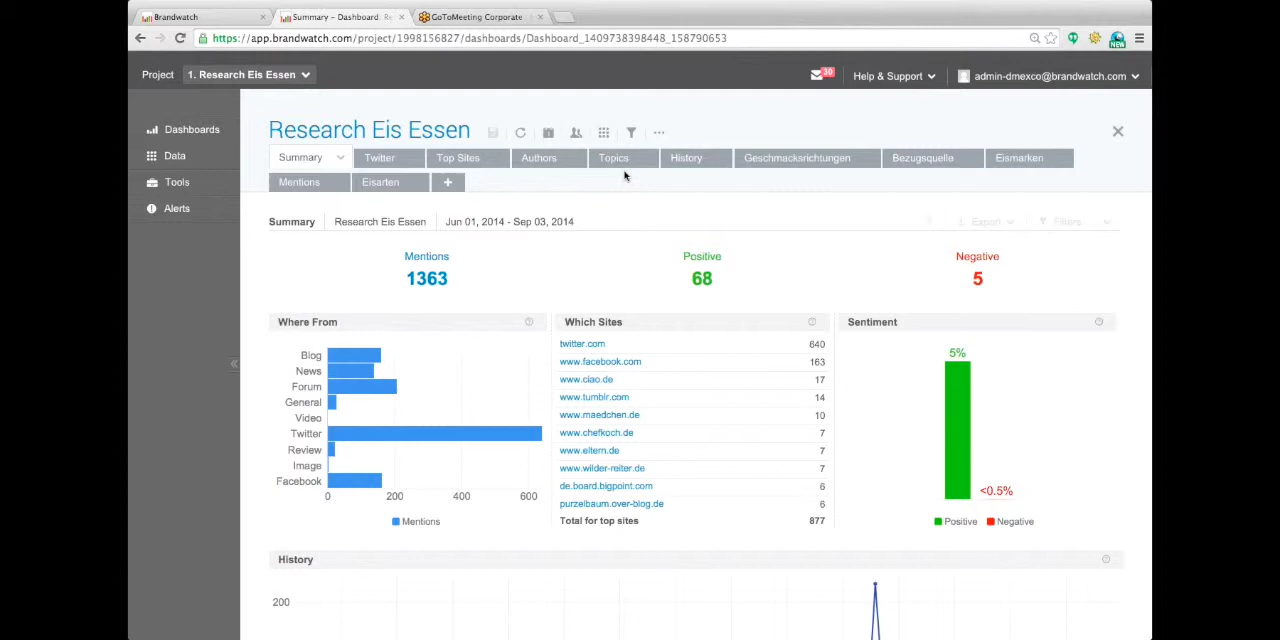 Brandwatch
Summary - Dashboard: Re
GoToMeeting Corporate
https://app.brandwatch.com/project/1998156827/dashboards/Dashboard_1409738398448_158790653
NEW
Project
1. Research Eis Essen
30
Help & Support
admin-dmexco@brandwatch.com
Dashboards
Data
Tools
Alerts
Research Eis Essen
Summary
Twitter
Top Sites
Authors
Topics
History
Geschmacksrichtungen
Bezugsquelle
Eismarken
Mentions
Eisarten
+
Summary
Research Eis Essen
Jun 01, 2014 - Sep 03, 2014
Export
Filters
Mentions
1363
Positive
68
Negative
5
Where From
Blog
News
Forum
General
Video
Twitter
Review
Image
Facebook
0 200 400 600
Mentions
Which Sites
twitter.com 640
www.facebook.com 163
www.ciao.de 17
www.tumblr.com 14
www.maedchen.de 10
www.chefkoch.de 7
www.eltern.de 7
www.wilder-reiter.de 7
de.board.bigpoint.com 6
purzelbaum.over-blog.de 6
Total for top sites 877
Sentiment
5%
<0.5%
Positive Negative
History
200